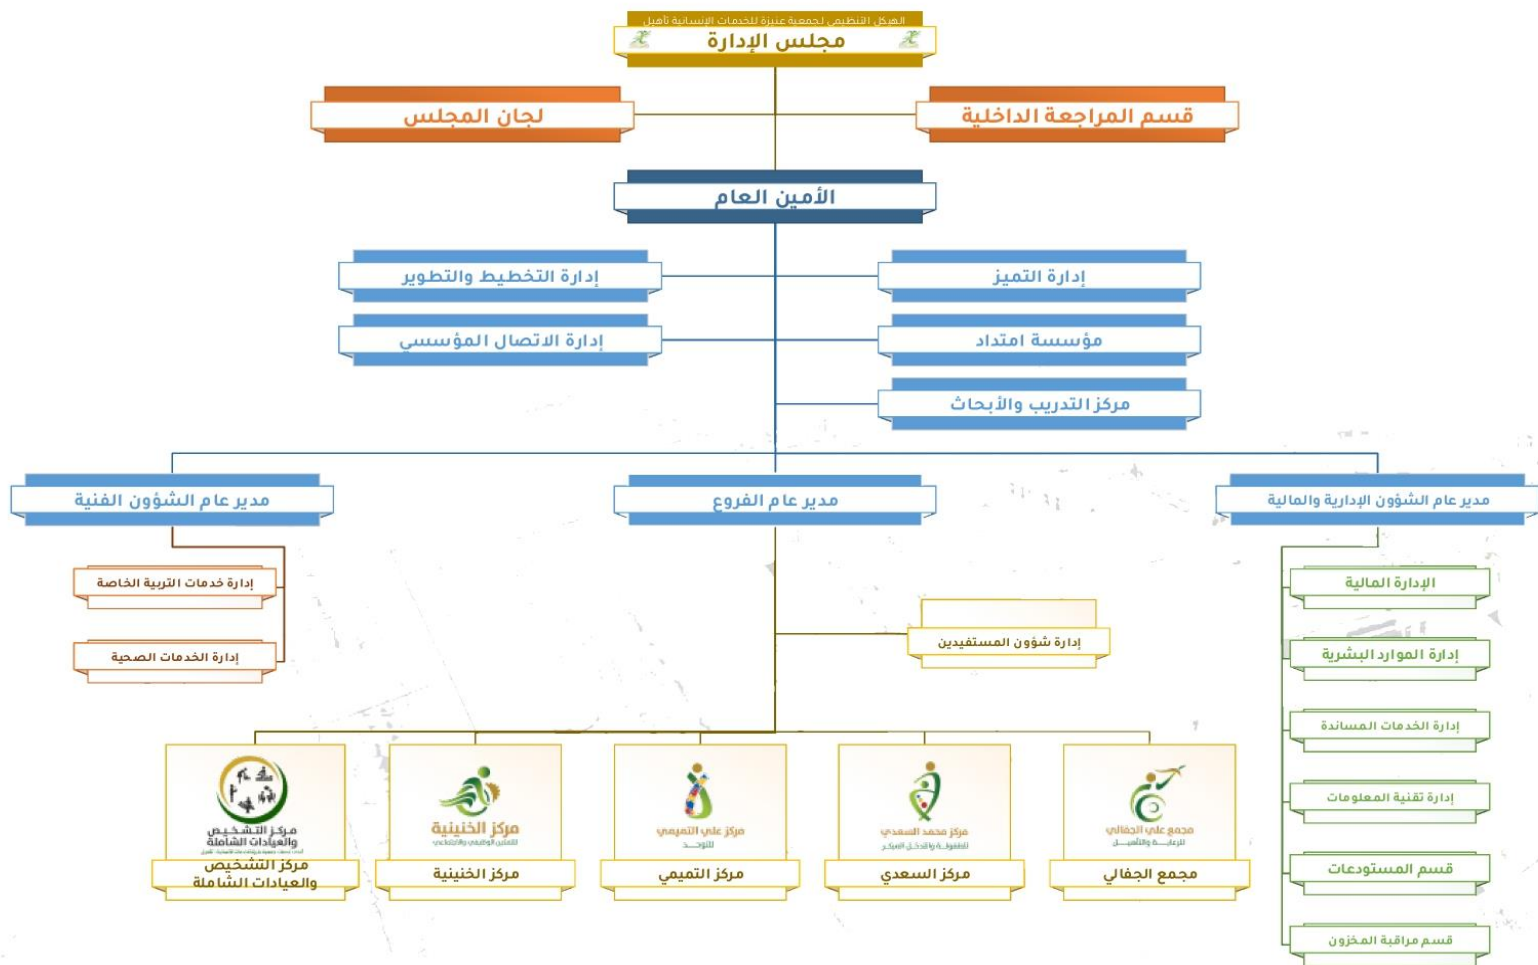 الهيكل التنظيمي لجمعية عنيزة للخدمات الإنسانية تأهيل
مجلس الإدارة
قسم المراجعة الداخلية
لجان المجلس
الأمين العام
إدارة التميز
إدارة التخطيط والتطوير
مؤسسة امتداد
إدارة الاتصال المؤسسي
مركز التدريب والأبحاث
مدير عام الشؤون الإدارية والمالية
مدير عام الفروع
مدير عام الشؤون الفنية
الإدارة المالية
إدارة الموارد البشرية
إدارة الخدمات المساندة
إدارة تقنية المعلومات
قسم المستودعات
قسم مراقبة المخزون
إدارة شؤون المستفيدين
إدارة خدمات التربية الخاصة
إدارة الخدمات الصحية
مجمع علي الجفالي
للرعاية والتأهيل
مجمع الجفالي
مركز محمد السعدي
للطفولة والتدخل المبكر
مركز السعدي
مركز علي التميمي
للتوحد
مركز التميمي
مركز الخنينية
مركز الخنينية
مركز التشخيص
والعيادات الشاملة
مركز التشخيص
والعيادات الشاملة